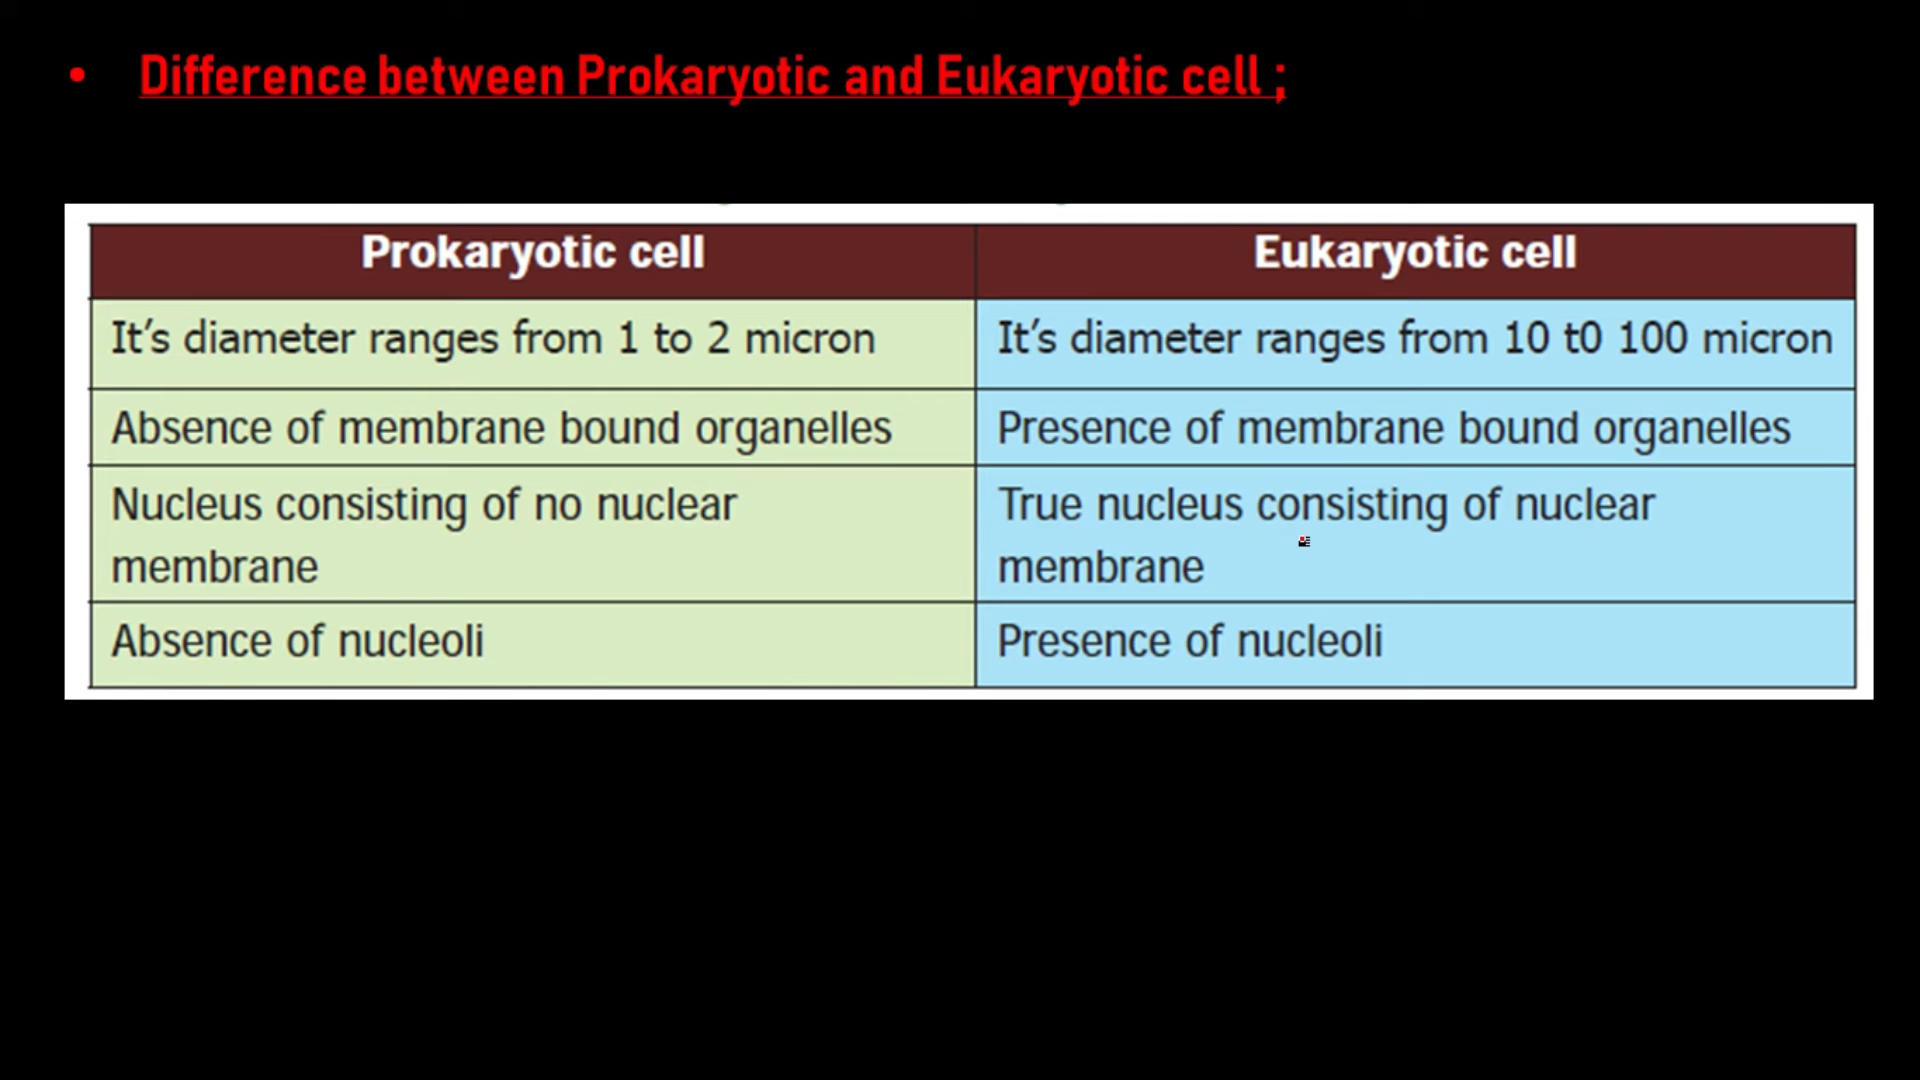 • Difference between Prokaryotic and Eukaryotic cell ;
Prokaryotic cell
Eukaryotic cell
It’s diameter ranges from 1 to 2 micron
It’s diameter ranges from 10 t0 100 micron
Absence of membrane bound organelles
Presence of membrane bound organelles
Nucleus consisting of no nuclear
membrane
True nucleus consisting of nuclear
membrane
Absence of nucleoli
Presence of nucleoli